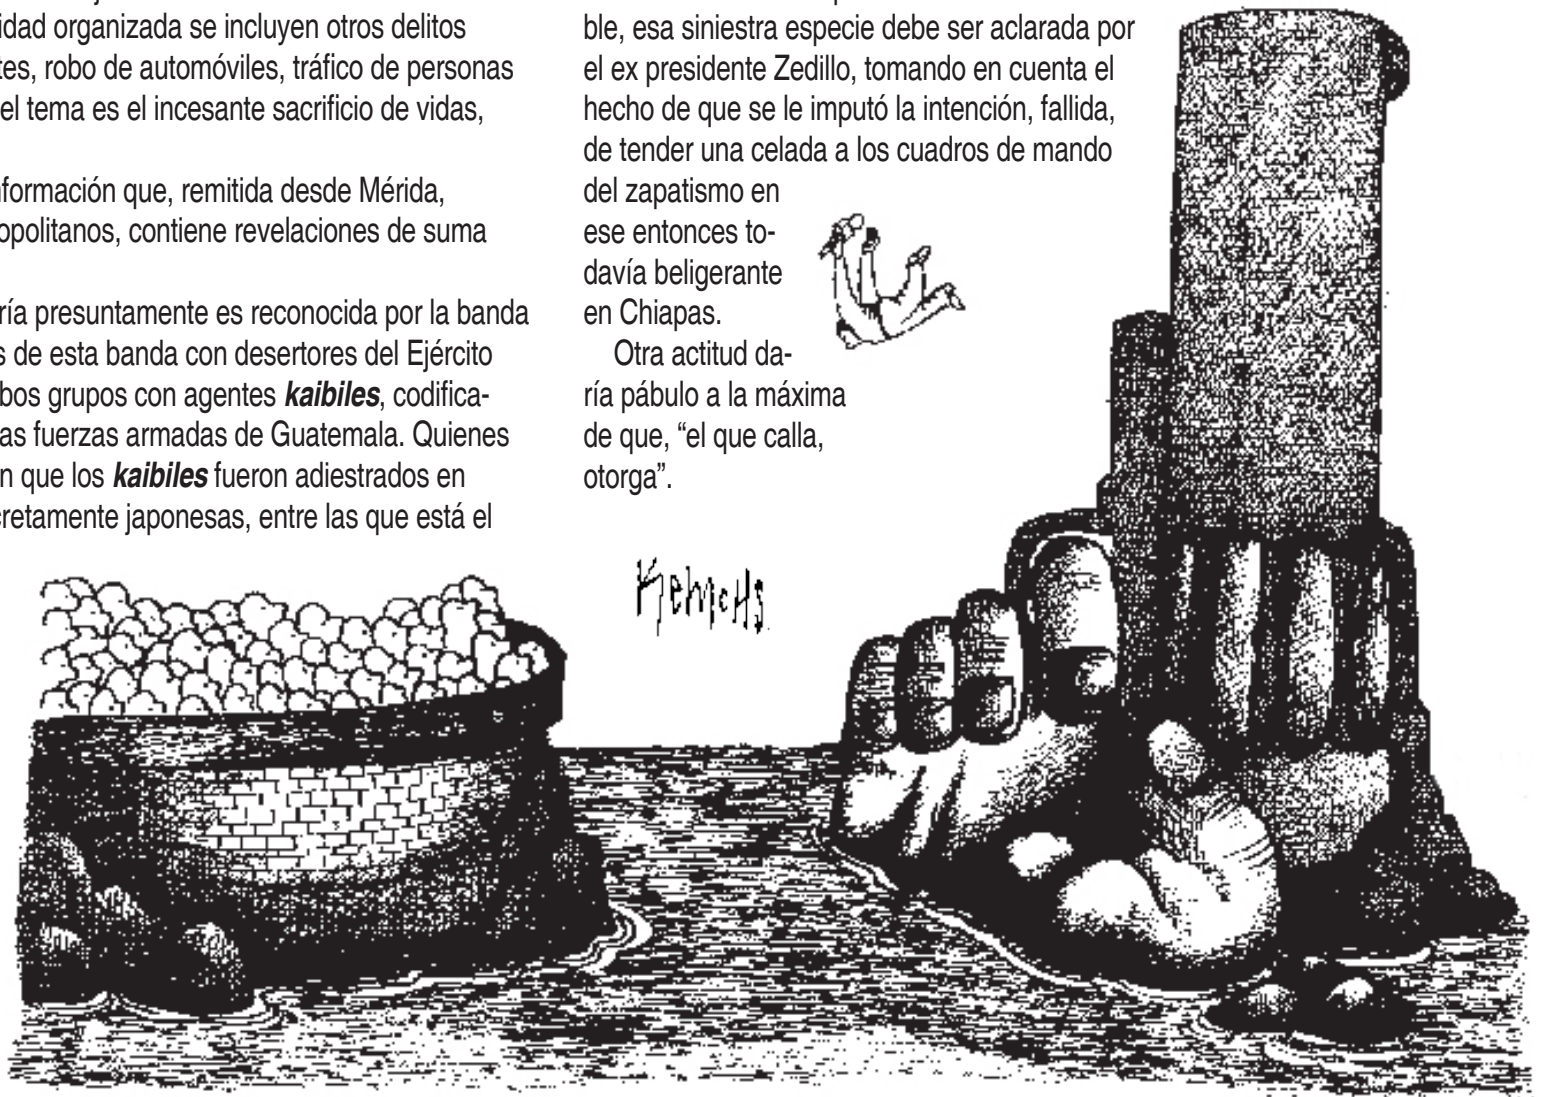 idad organizada se incluyen otros delitos
tes, robo de automóviles, tráfico de personas
el tema es el incesante sacrificio de vidas,
nformación que, remitida desde Mérida,
opolitanos, contiene revelaciones de suma
ría presuntamente es reconocida por la banda
s de esta banda con desertores del Ejército
bos grupos con agentes kaibiles, codifica-
as fuerzas armadas de Guatemala. Quienes
n que los kaibiles fueron adiestrados en
cretamente japonesas, entre las que está el
ble, esa siniestra especie debe ser aclarada por
el ex presidente Zedillo, tomando en cuenta el
hecho de que se le imputó la intención, fallida,
de tender una celada a los cuadros de mando
del zapatismo en
ese entonces to-
davía beligerante
en Chiapas.
Otra actitud da-
ría pábulo a la máxima
de que, “el que calla,
otorga”.
Kemchs